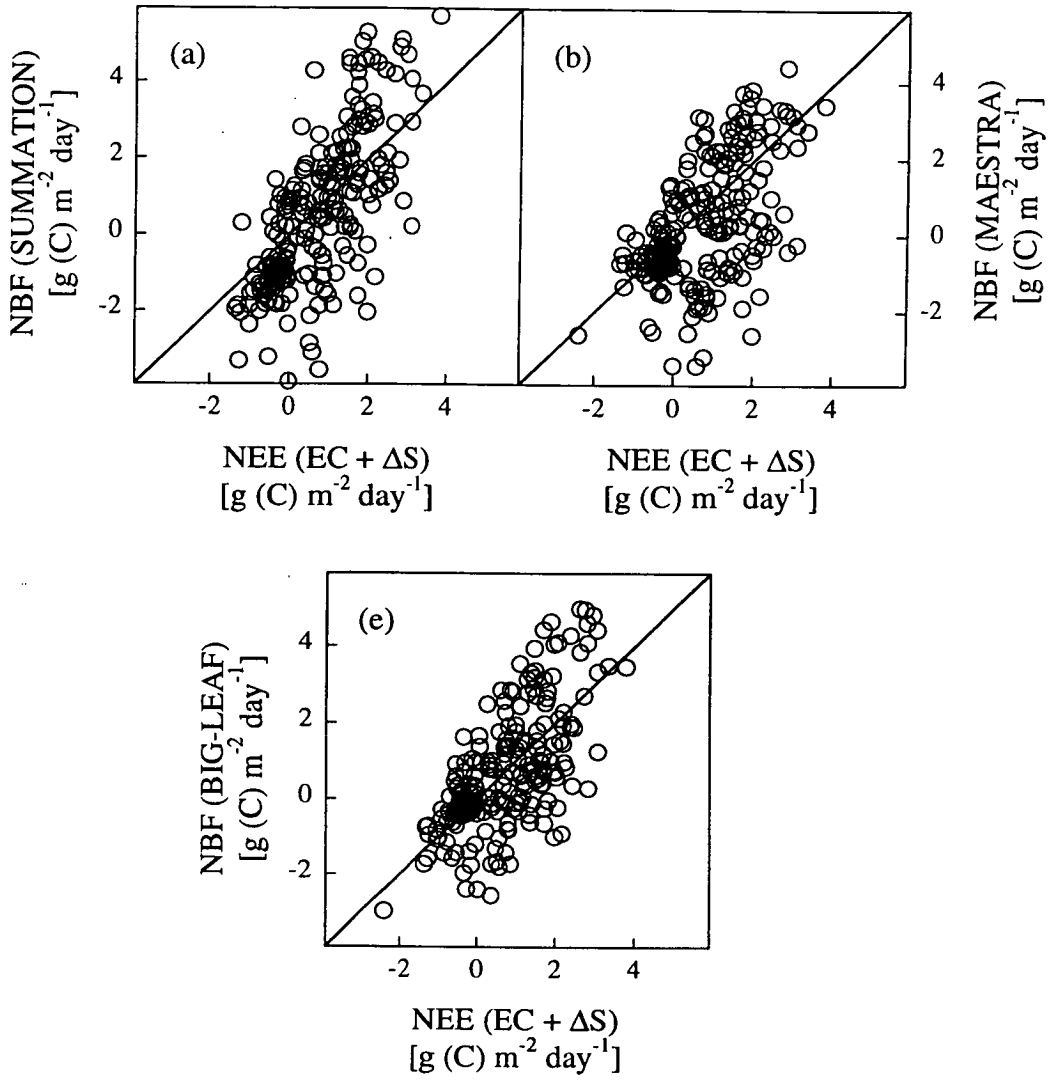 (a)
NBF (SUMMATION)
[g (C) m⁻² day⁻¹]
4
2
0
-2
-2 0 2 4
NEE (EC + ΔS)
[g (C) m⁻² day⁻¹]
(b)
4
2
0
-2
NBF (MAESTRA)
[g (C) m⁻² day⁻¹]
-2 0 2 4
NEE (EC + ΔS)
[g (C) m⁻² day⁻¹]
(e)
NBF (BIG-LEAF)
[g (C) m⁻² day⁻¹]
4
2
0
-2
-2 0 2 4
NEE (EC + ΔS)
[g (C) m⁻² day⁻¹]